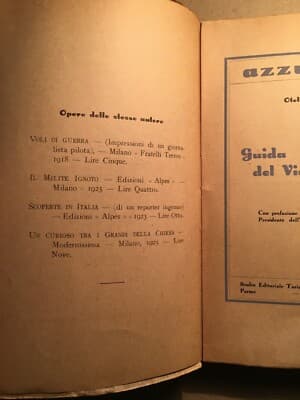 Opere dello stesso autore
VOLI DI GUERRA — (Impressioni di un giorna-
lista pilota), — Milano - Fratelli Treves -
1918 — Lire Cinque.
IL MILITE IGNOTO — Edizioni - Alpes —
— Milano - 1923 — Lire Quattro.
SCOPERTE IN ITALIA — (di un reporter ingenuo)
— Edizioni - Alpes - 1923 — Lire Otto.
UN CURIOSO TRA I GRANDI DELLA CHIESA —
Modernissima — Milano, 1925 — Lire
Nove.
azzu
Guida
del Vi
Con prefazione
Presidente dell'
Studio Editoriale
Parma